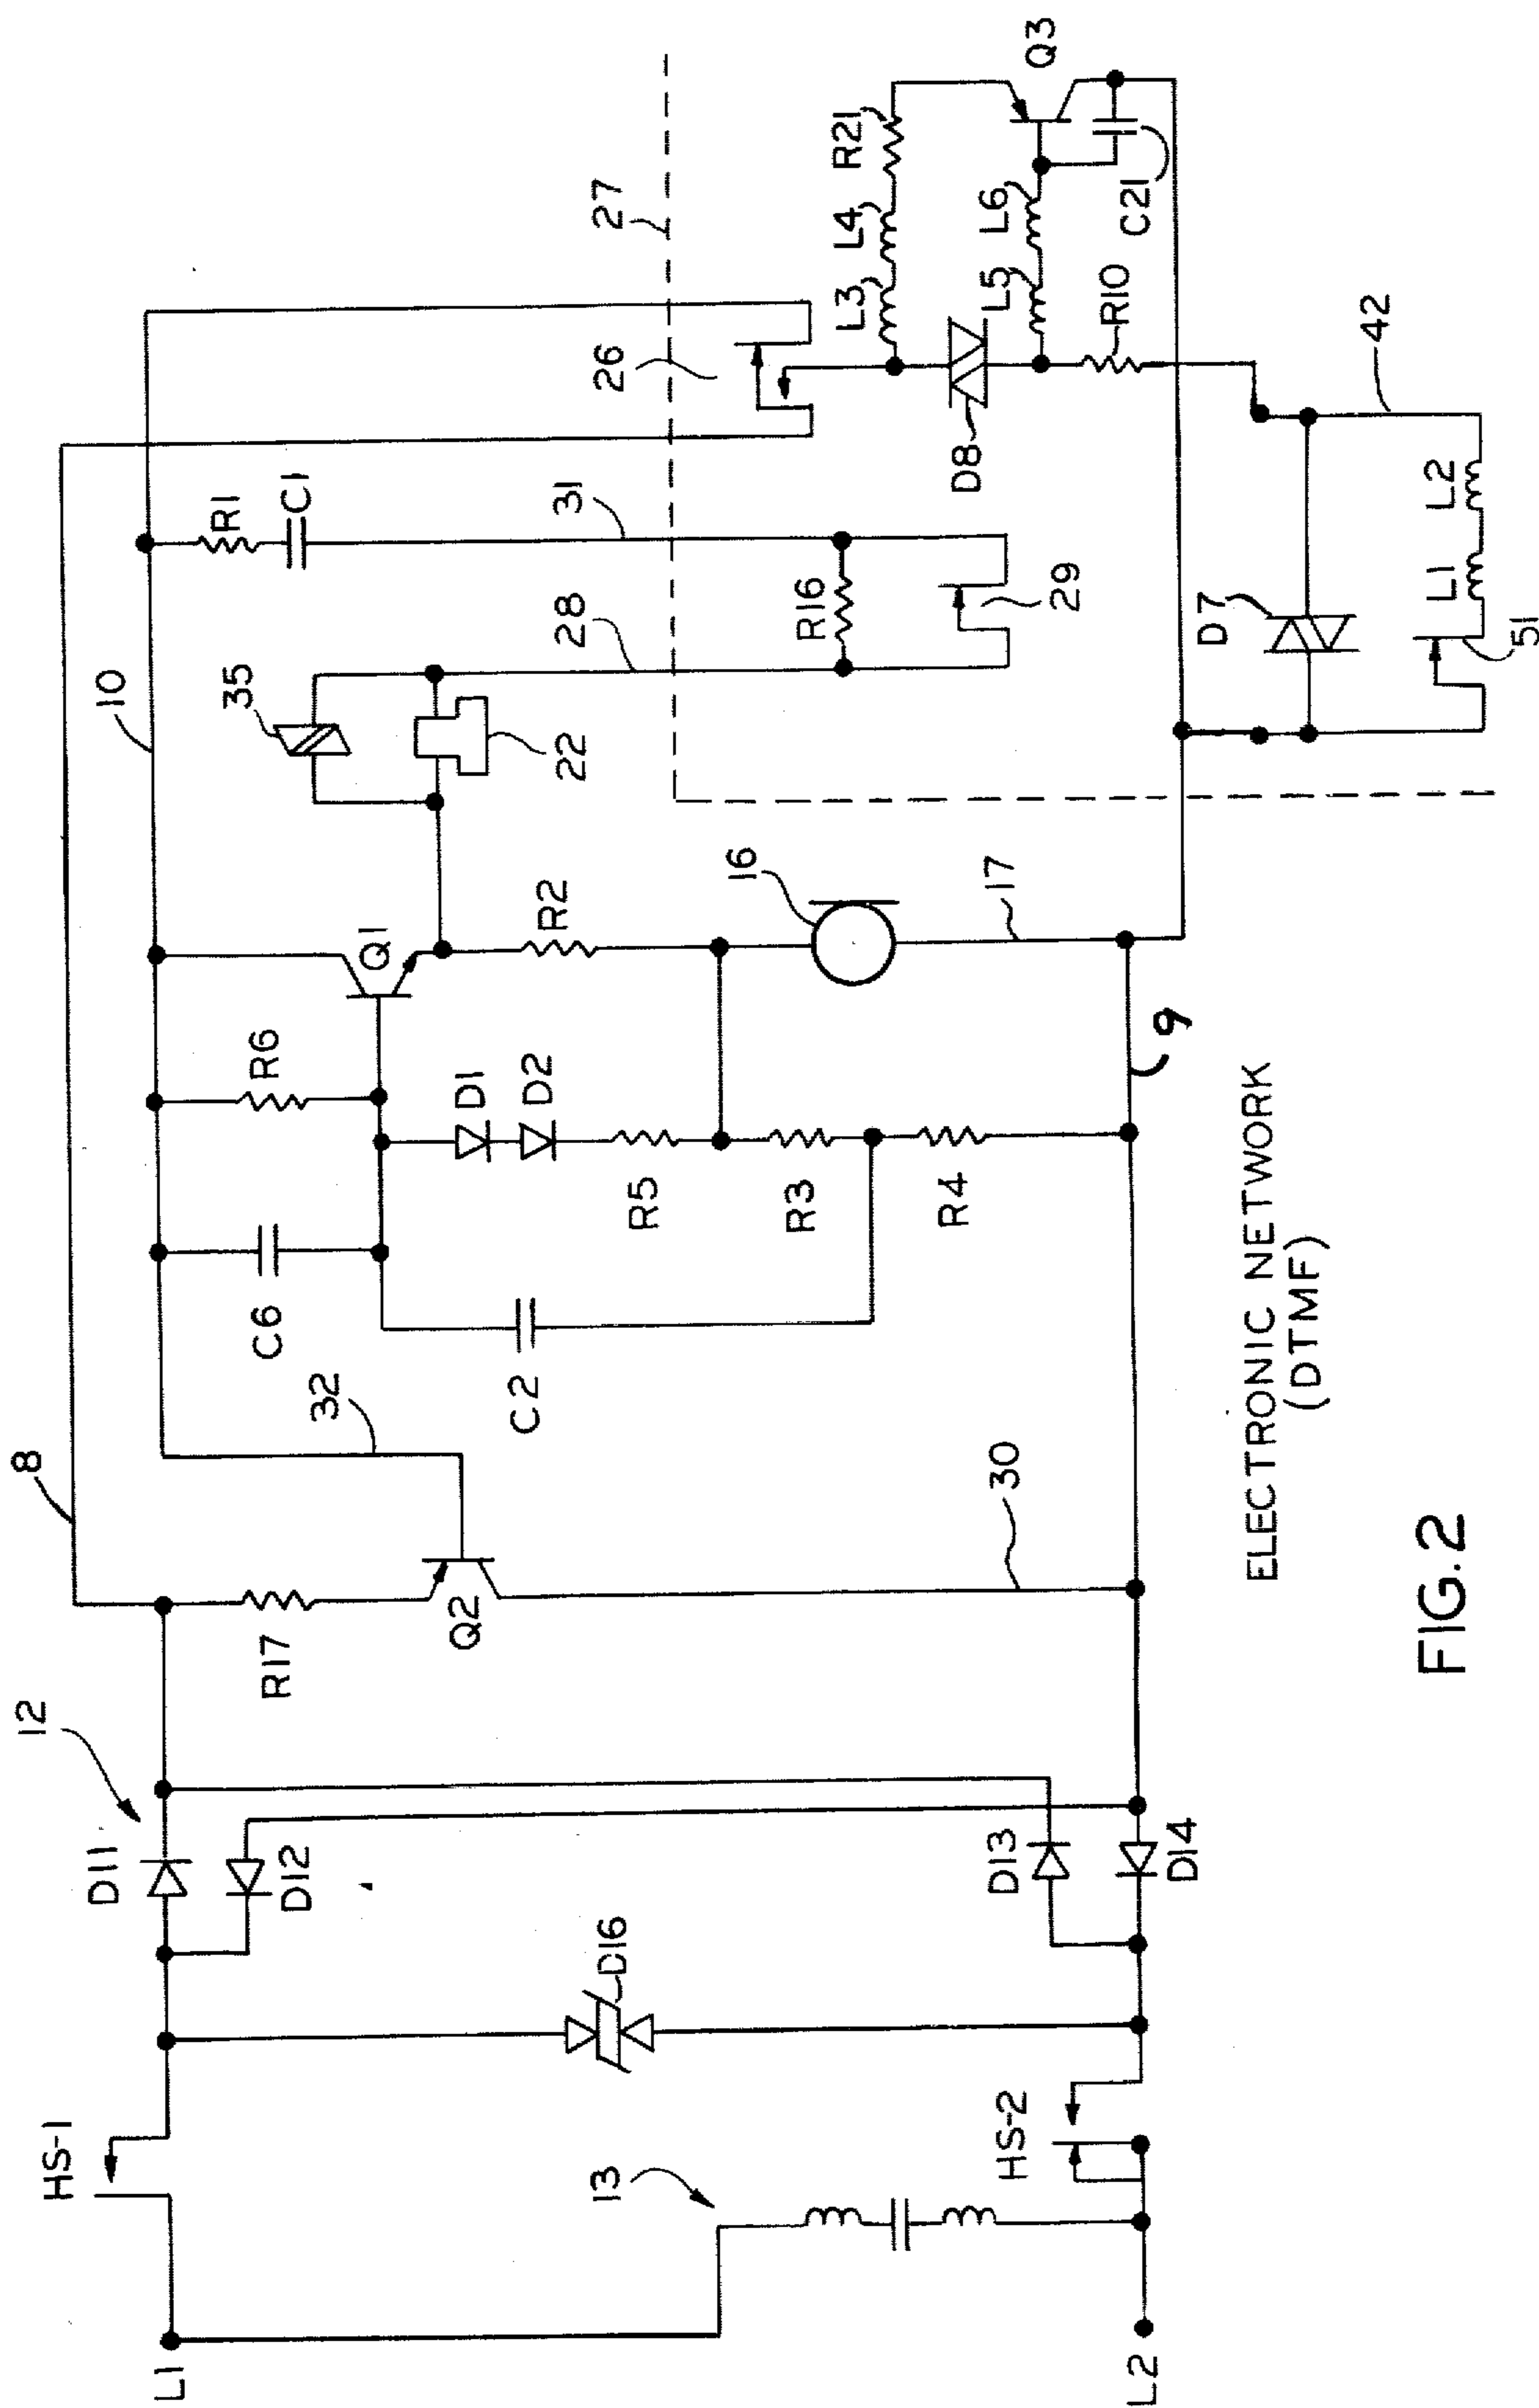 8
10
12
HS-1
L1
D11
D12
R17
Q2
32
C6
R6
Q1
35
22
28
R1
C1
31
26
27
13
D16
C2
D1
D2
R5
R2
R3
R4
16
17
R16
29
L3
L4
R21
Q3
D8
L5
L6
R10
C21
HS-2
L2
D13
D14
30
9
D7
42
L1
L2
51
ELECTRONIC NETWORK
(DTMF)
FIG.2